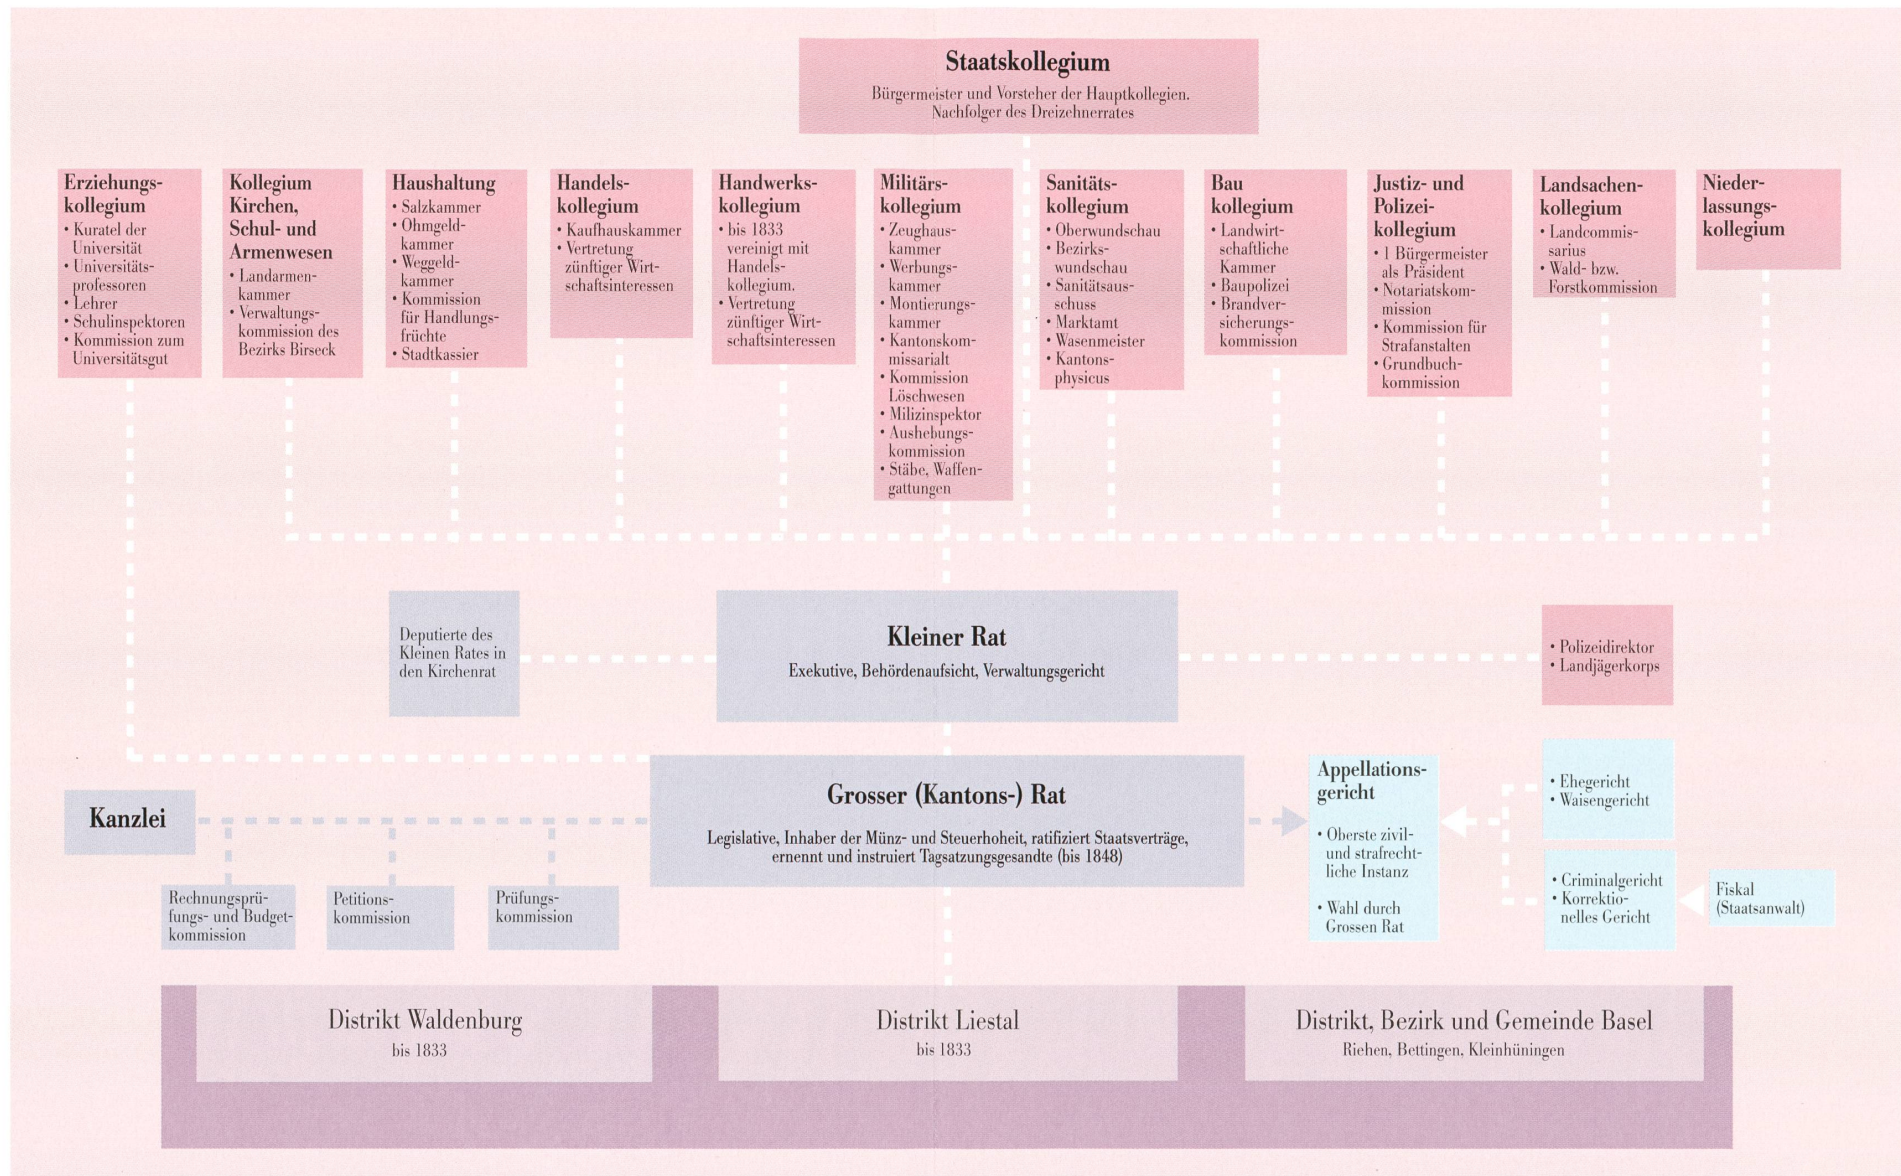 Staatskollegium
Bürgermeister und Vorsteher der Hauptkollegien.
Nachfolger des Dreizehnerrates
Erziehungs-
kollegium
• Kuratel der
Universität
• Universitäts-
professoren
• Lehrer
• Schulinspektoren
• Kommission zum
Universitätsgut
Kollegium
Kirchen,
Schul- und
Armenwesen
• Landarmen-
kammer
• Verwaltungs-
kommission des
Bezirks Birseck
Haushaltung
• Salzkammer
• Ohmgeld-
kammer
• Weggeld-
kammer
• Kommission
für Handlungs-
früchte
• Stadtkassier
Handels-
kollegium
• Kaufhauskammer
• Vertretung
zünftiger Wirt-
schaftsinteressen
Handwerks-
kollegium
• bis 1833
vereinigt mit
Handels-
kollegium.
• Vertretung
zünftiger Wirt-
schaftsinteressen
Militärs-
kollegium
• Zeughaus-
kammer
• Werbungs-
kammer
• Montierungs-
kammer
• Kantonskom-
missarialt
• Kommission
Löschwesen
• Milizinspektor
• Aushebungs-
kommission
• Stäbe, Waffen-
gattungen
Sanitäts-
kollegium
• Oberwundschau
• Bezirks-
wundschau
• Sanitätsaus-
schuss
• Marktamt
• Wasenmeister
• Kantons-
physicus
Bau
kollegium
• Landwirt-
schaftliche
Kammer
• Baupolizei
• Brandver-
sicherungs-
kommission
Justiz- und
Polizei-
kollegium
• 1 Bürgermeister
als Präsident
• Notariatskom-
mission
• Kommission für
Strafanstalten
• Grundbuch-
kommission
Landsachen-
kollegium
• Landcommis-
sarius
• Wald- bzw.
Forstkommission
Nieder-
lassungs-
kollegium
Deputierte des
Kleinen Rates in
den Kirchenrat
Kleiner Rat
Exekutive, Behördenaufsicht, Verwaltungsgericht
• Polizeidirektor
• Landjägerkorps
Kanzlei
Grosser (Kantons-) Rat
Legislative, Inhaber der Münz- und Steuerhoheit, ratifiziert Staatsverträge,
ernennt und instruiert Tagsatzungsgesandte (bis 1848)
Appellations-
gericht
• Oberste zivil-
und strafrecht-
liche Instanz
• Wahl durch
Grossen Rat
• Ehegericht
• Waisengericht
• Criminalgericht
• Korrektio-
nelles Gericht
Fiskal
(Staatsanwalt)
Rechnungsprü-
fungs- und Budget-
kommission
Petitions-
kommission
Prüfungs-
kommission
Distrikt Waldenburg
bis 1833
Distrikt Liestal
bis 1833
Distrikt, Bezirk und Gemeinde Basel
Riehen, Bettingen, Kleinhüningen